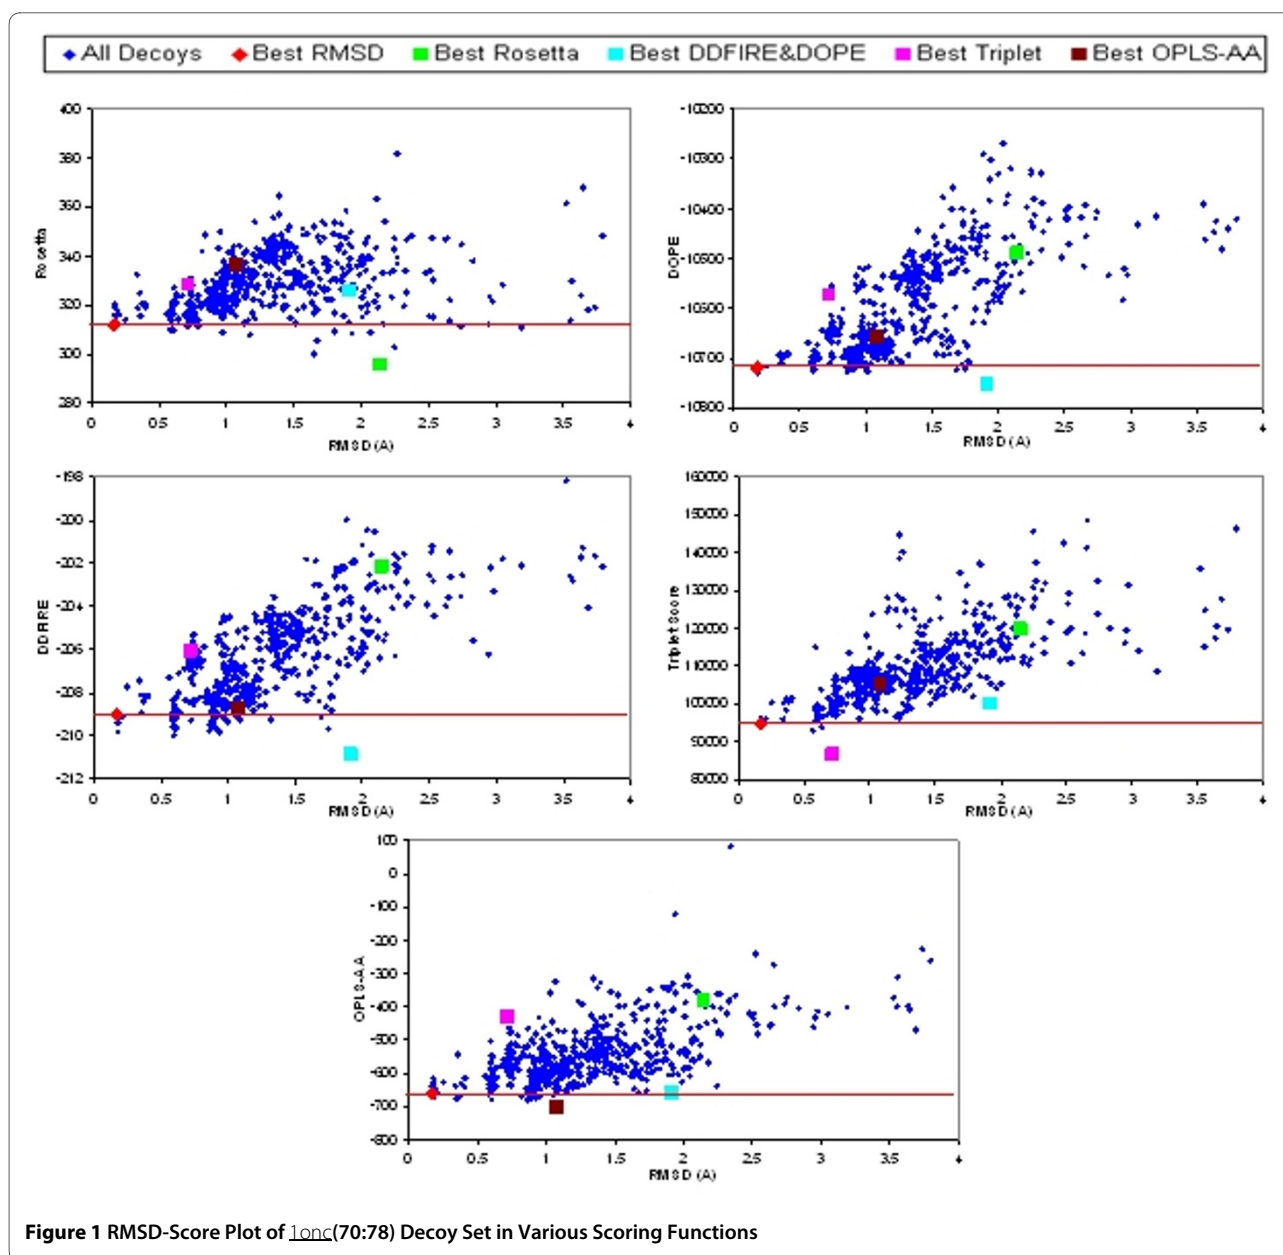 All Decoys Best RMSD Best Rosetta Best DDFIRE&DOPE Best Triplet Best OPLS-AA
400
380
360
340
320
300
280
Rosetta
0 0.5 1 1.5 2 2.5 3 3.5 4
RMSD (A)
-10200
-10300
-10400
-10500
-10600
-10700
-10800
DOPE
0 0.5 1 1.5 2 2.5 3 3.5 4
RMSD (A)
-198
-200
-202
-204
-206
-208
-210
-212
DDFIRE
0 0.5 1 1.5 2 2.5 3 3.5 4
RMSD (A)
160000
150000
140000
130000
120000
110000
100000
90000
80000
Triplet Score
0 0.5 1 1.5 2 2.5 3 3.5 4
RMSD (A)
100
0
-100
-200
-300
-400
-500
-600
-700
-800
OPLS-AA
0 0.5 1 1.5 2 2.5 3 3.5 4
RMSD (A)
Figure 1 RMSD-Score Plot of 1onc(70:78) Decoy Set in Various Scoring Functions